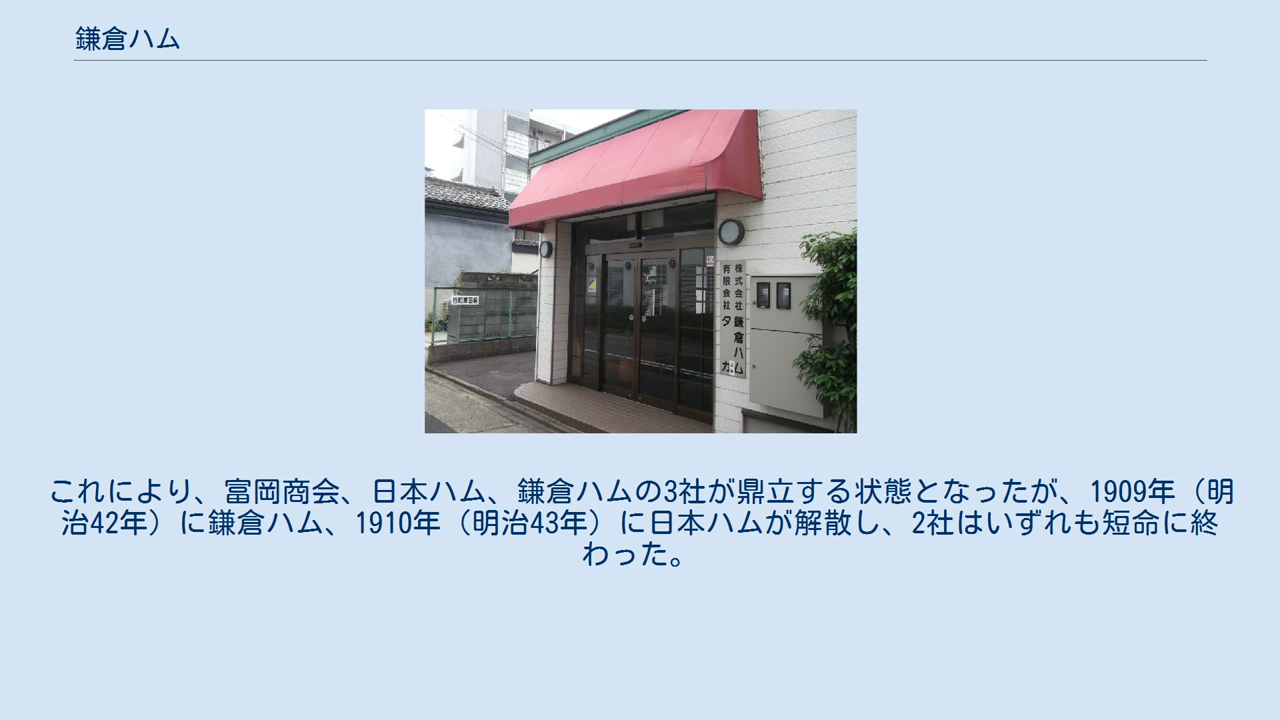 鎌倉ハム
株式会社 鎌倉ハム
有限会社 タカ
これにより、富岡商会、日本ハム、鎌倉ハムの3社が鼎立する状態となったが、1909年（明
治42年）に鎌倉ハム、1910年（明治43年）に日本ハムが解散し、2社はいずれも短命に終
わった。